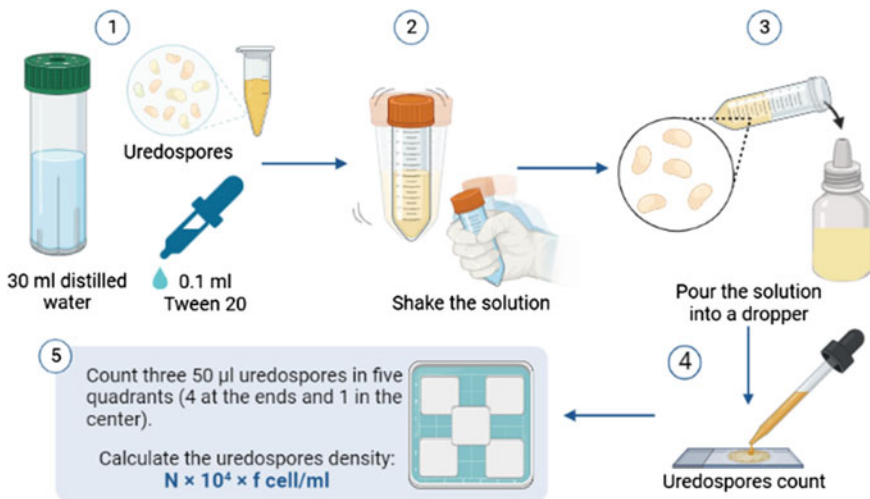 1
Uredospores
30 ml distilled
water
0.1 ml
Tween 20
2
Shake the solution
3
Pour the solution
into a dropper
4
Uredospores count
5
Count three 50 µl uredospores in five
quadrants (4 at the ends and 1 in the
center).
Calculate the uredospores density:
N × 10⁴ × f cell/ml